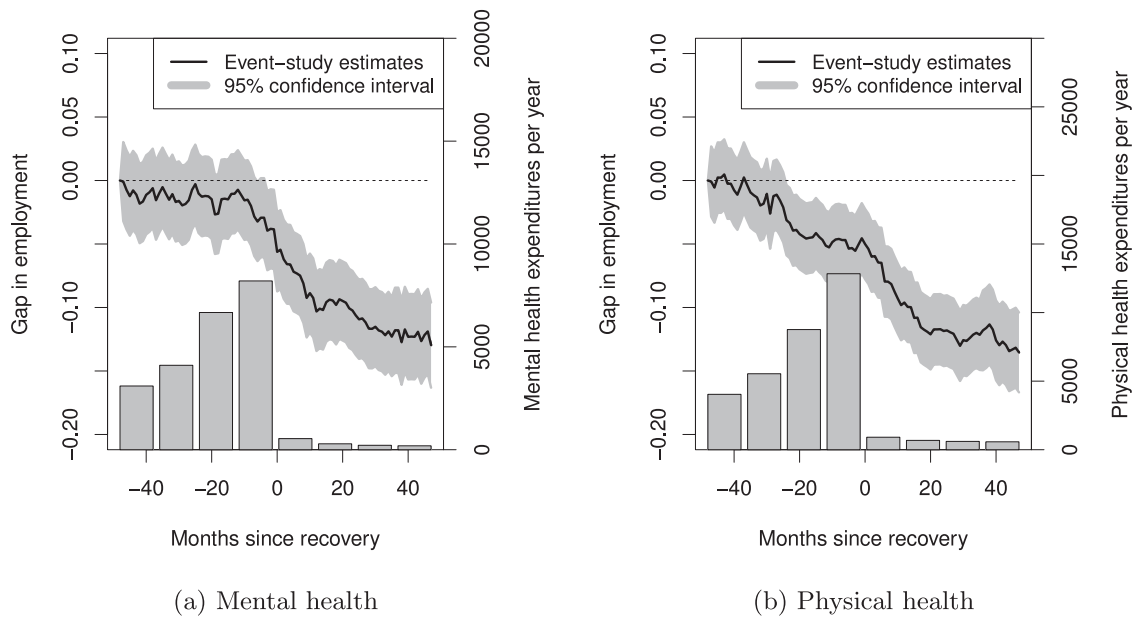 Event−study estimates
95% confidence interval
0.10
0.05
0.00
−0.10
−0.20
Gap in employment
20000
15000
10000
5000
0
Mental health expenditures per year
−40 −20 0 20 40
Months since recovery
(a) Mental health
Event−study estimates
95% confidence interval
0.10
0.05
0.00
−0.10
−0.20
Gap in employment
25000
15000
5000
0
Physical health expenditures per year
−40 −20 0 20 40
Months since recovery
(b) Physical health